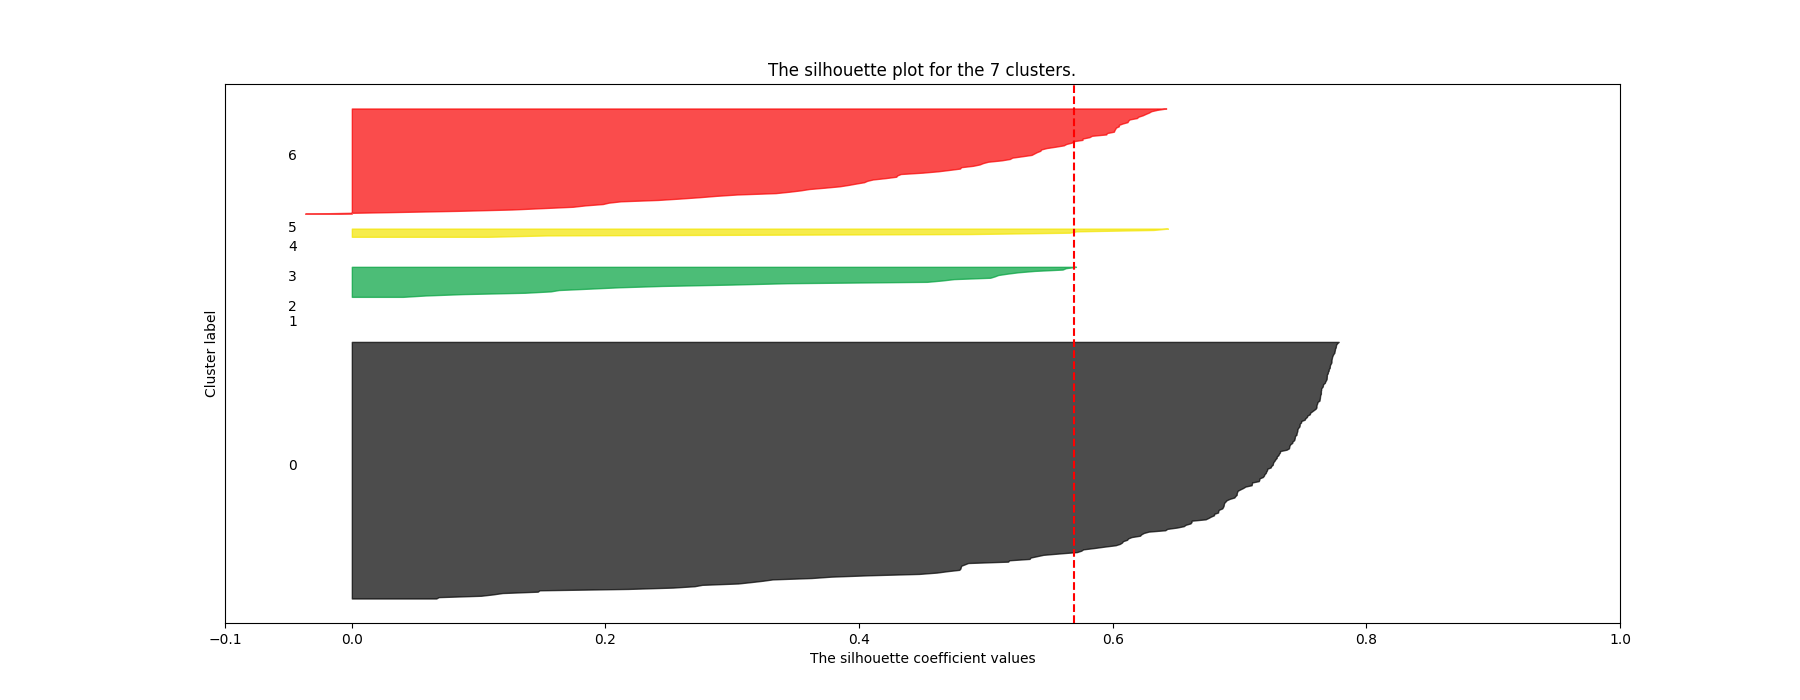 The silhouette plot for the 7 clusters.
6
5
4
3
2
1
0
Cluster label
−0.1 0.0 0.2 0.4 0.6 0.8 1.0
The silhouette coefficient values